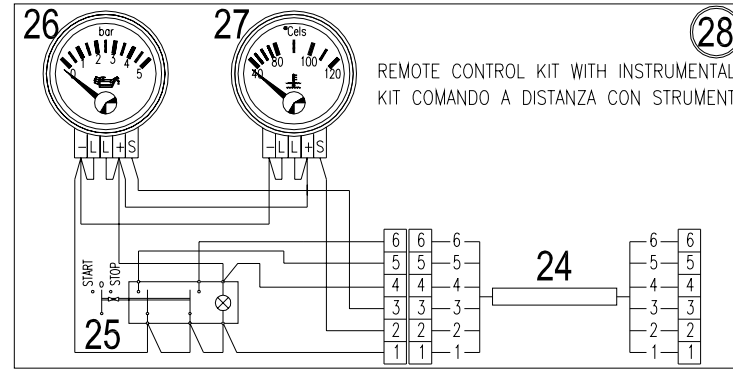 26
27
28
bar
0 1 2 3 4 5
°Cels
40 80 100 120
REMOTE CONTROL KIT WITH INSTRUMENTAL
KIT COMANDO A DISTANZA CON STRUMENT
- L L + S
- L L + S
START
0
STOP
25
24
6 6 6 6 6
5 5 5 5 5
4 4 4 4 4
3 3 3 3 3
2 2 2 2 2
1 1 1 1 1